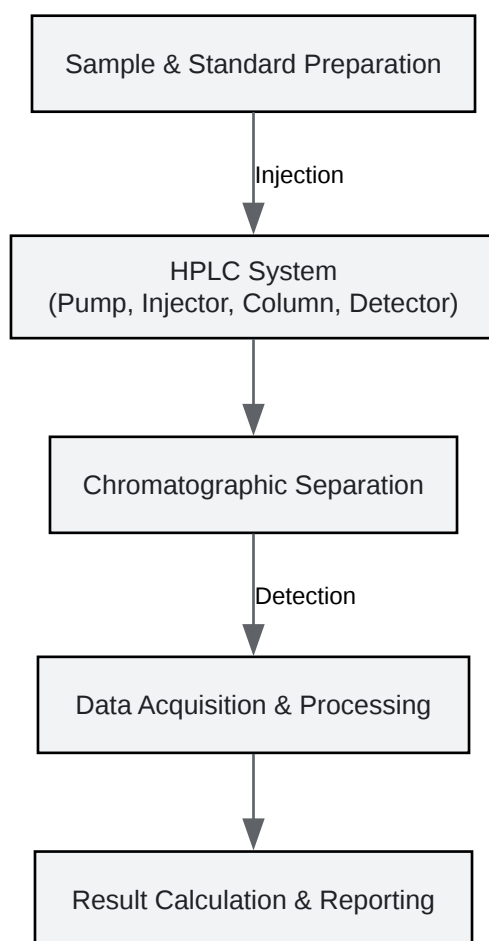 Sample & Standard Preparation
Injection
HPLC System
(Pump, Injector, Column, Detector)
Chromatographic Separation
Detection
Data Acquisition & Processing
Result Calculation & Reporting